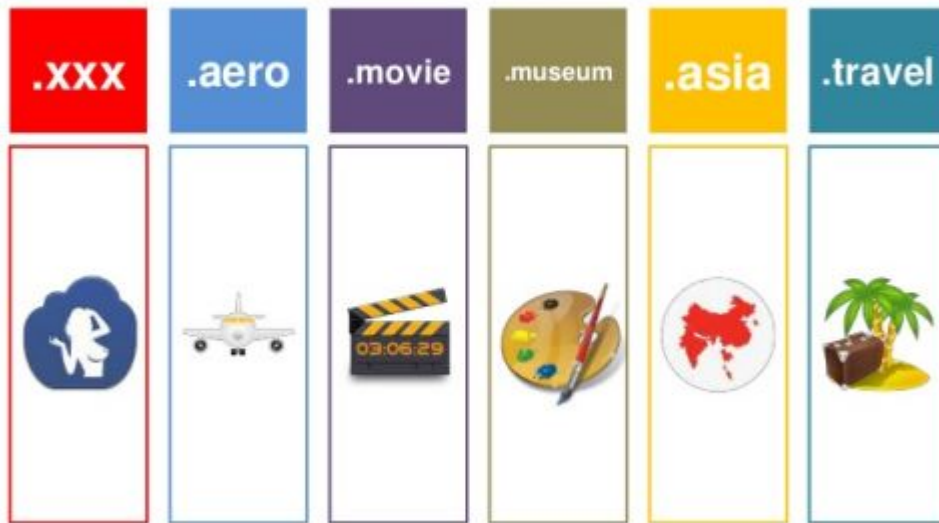 .xxx
.aero
.movie
.museum
.asia
.travel
03:06:29